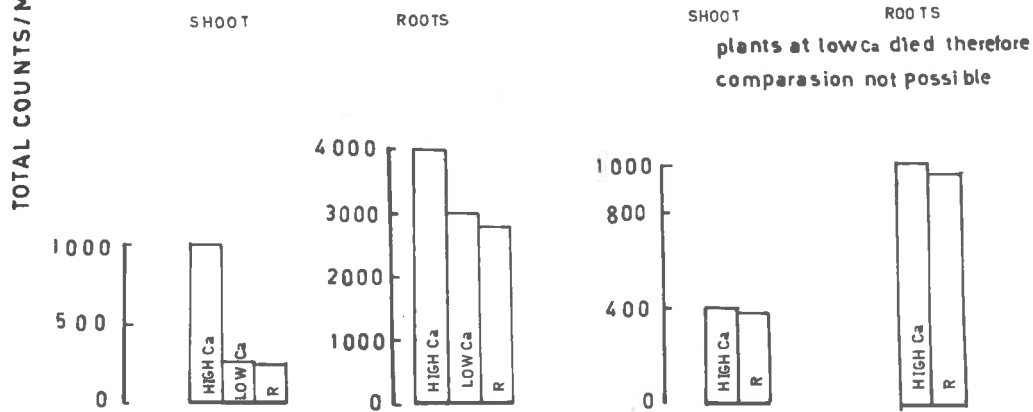 TOTAL COUNTS/
SHOOT
ROOTS
SHOOT
ROOTS
plants at low ca died therefore
comparasion not possible
1000
500
0
HIGH Ca
LOW Ca
R
4000
3000
2000
1000
0
HIGH Ca
LOW Ca
R
1000
800
400
0
HIGH Ca
R
HIGH Ca
R